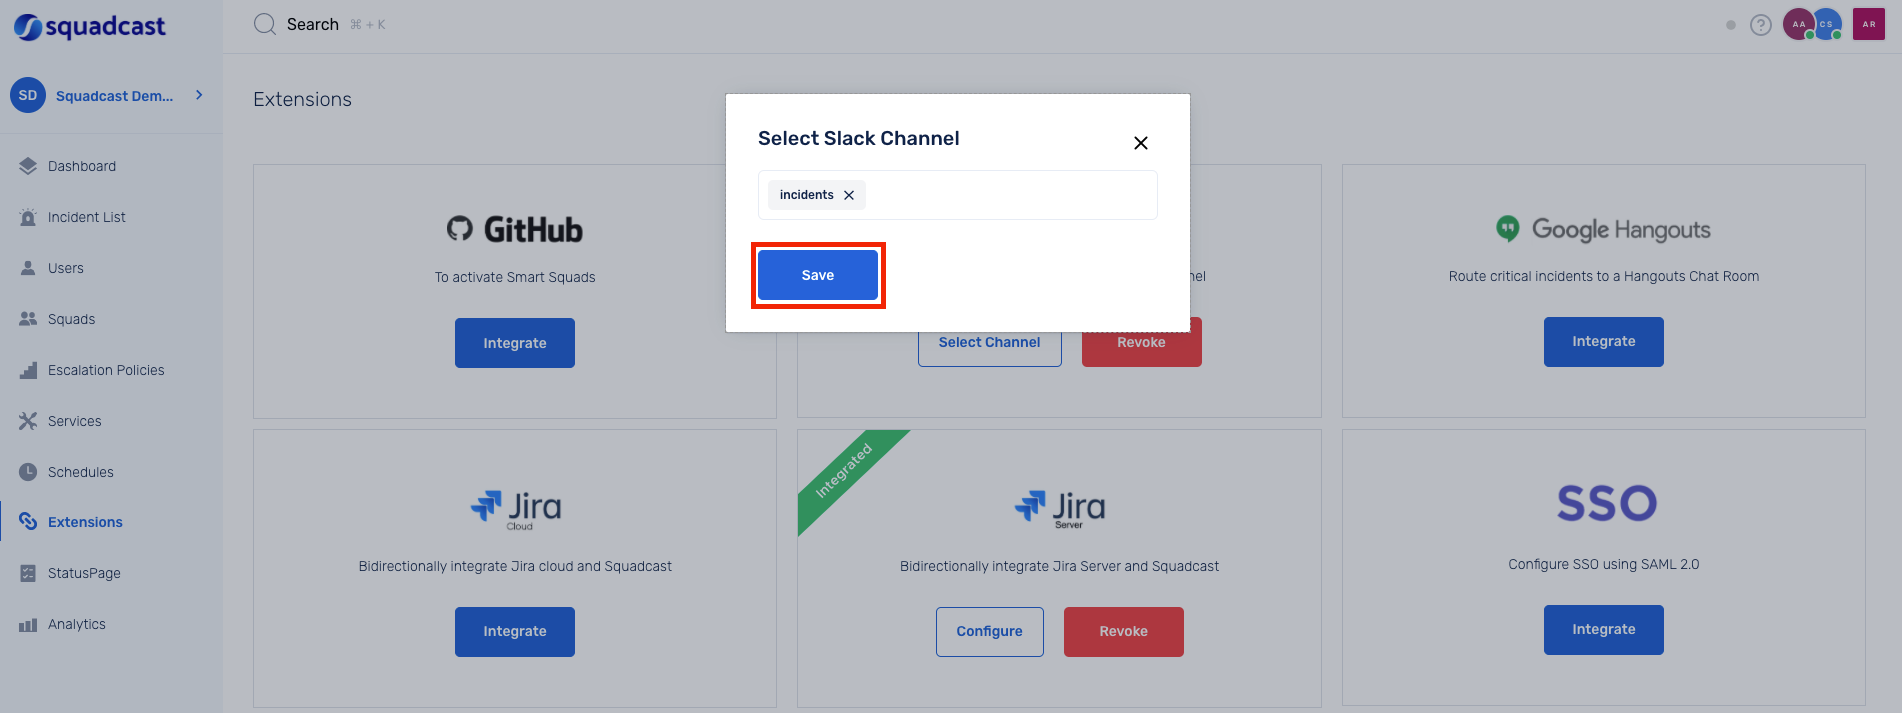 squadcast
Search ⌘ + K
AA
CS
AR
SD
Squadcast Dem...
Dashboard
Incident List
Users
Squads
Escalation Policies
Services
Schedules
Extensions
StatusPage
Analytics
Extensions
Select Slack Channel
incidents
Save
GitHub
To activate Smart Squads
Integrate
nel
Select Channel
Revoke
Google Hangouts
Route critical incidents to a Hangouts Chat Room
Integrate
Jira
Cloud
Bidirectionally integrate Jira cloud and Squadcast
Integrate
Integrated
Jira
Server
Bidirectionally integrate Jira Server and Squadcast
Configure
Revoke
SSO
Configure SSO using SAML 2.0
Integrate